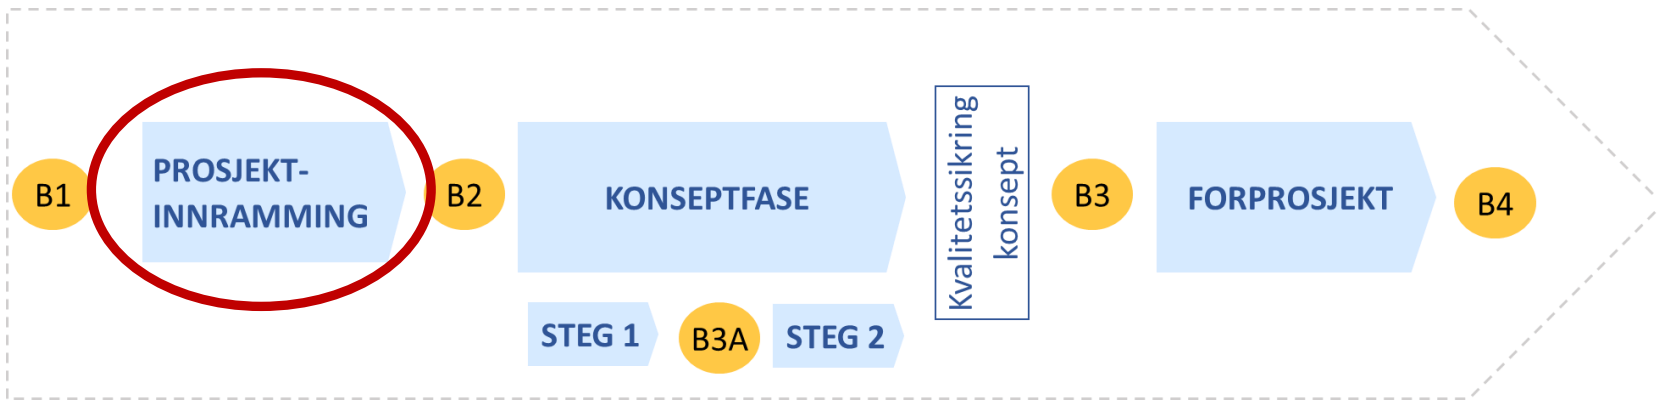 B1
PROSJEKT-
INNRAMMING
B2
KONSEPTFASE
STEG 1
B3A
STEG 2
Kvalitetssikring
konsept
B3
FORPROSJEKT
B4